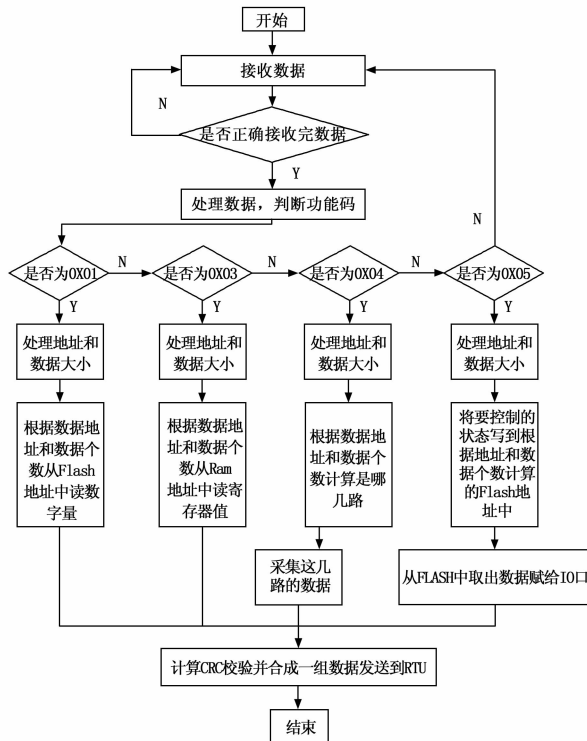 开始
接收数据
N
是否正确接收完数据
Y
处理数据，判断功能码
N
是否为0X01
N
是否为0X03
N
是否为0X04
N
是否为0X05
Y
Y
Y
Y
处理地址和
数据大小
处理地址和
数据大小
处理地址和
数据大小
处理地址和
数据大小
根据数据地
址和数据个
数从Flash
地址中读数
字量
根据数据地
址和数据个
数从Ram
地址中读寄
存器值
根据数据地
址和数据个
数计算是哪
几路
将要控制的
状态写到根
据地址和数
据个数计算
的Flash地
址中
采集这几
路的数据
从FLASH中取出数据赋给IO口
计算CRC校验并合成一组数据发送到RTU
结束